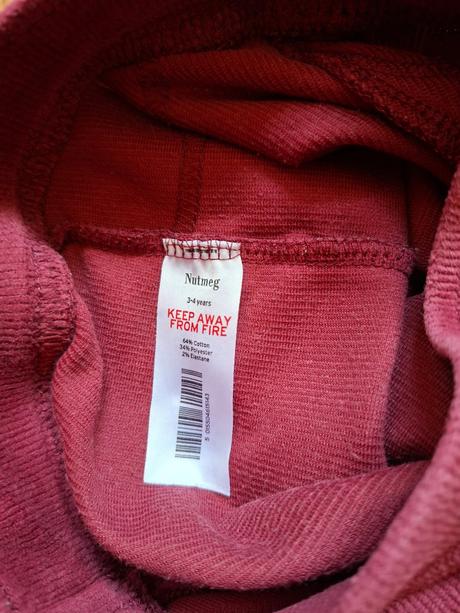 Nutmeg
3-4 years
KEEP AWAY
FROM FIRE
64% Cotton
34% Polyester
2% Elastane